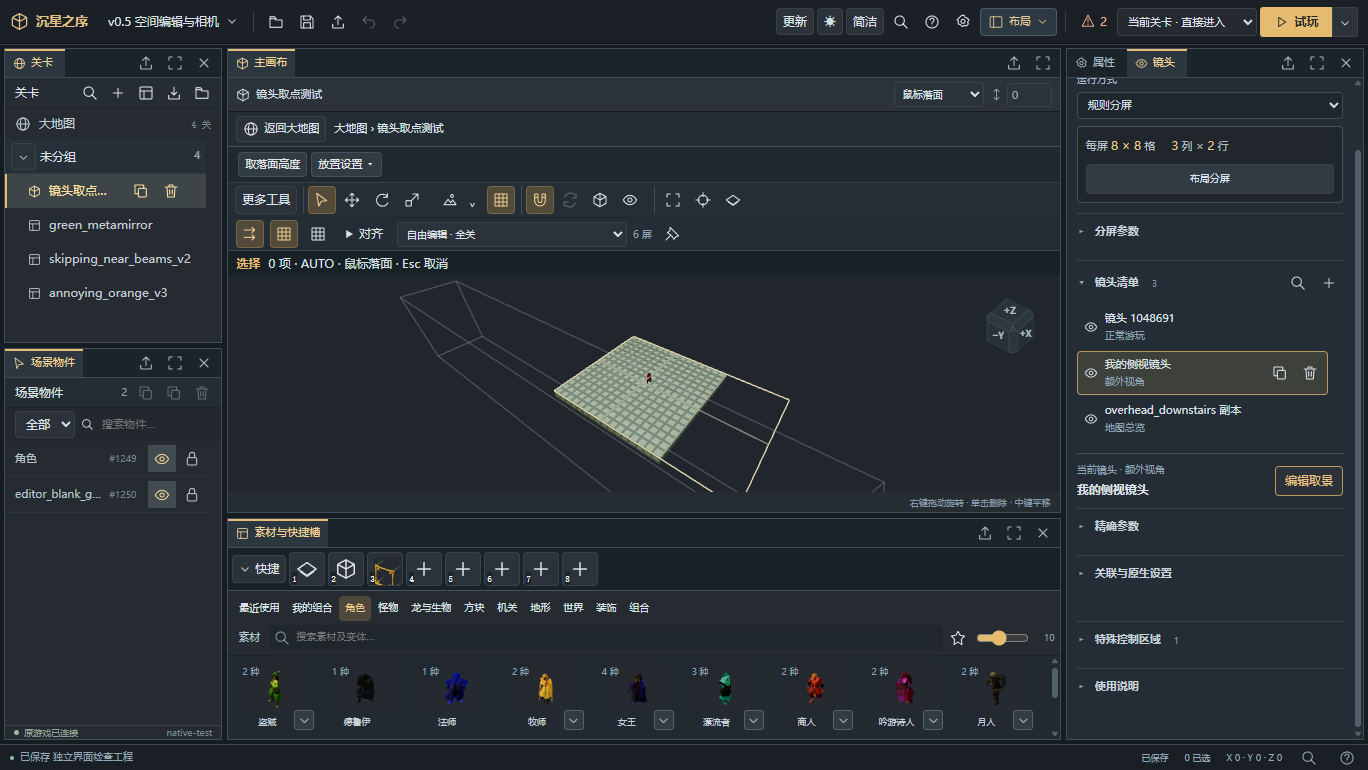 沉星之序 v0.5 空间编辑与相机 更新 简洁 布局 2 当前关卡 · 直接进入 试玩
关卡
关卡
大地图 4 关
未分组 4
镜头取点...
green_metamirror
skipping_near_beams_v2
annoying_orange_v3
场景物件
场景物件 2
全部 搜索物件...
角色 #1249
editor_blank_g... #1250
原游戏已连接 native-test
主画布
镜头取点测试 鼠标落面 0
返回大地图 大地图 › 镜头取点测试
取落面高度 放置设置
更多工具
对齐 自由编辑 · 全关 6 屏
选择 0 项 · AUTO · 鼠标落面 · Esc 取消
+Z
−Y +X
右键拖动旋转 · 单击删除 · 中键平移
素材与快捷槽
快捷 1 2 3 4 5 6 7 8
最近使用 我的组合 角色 怪物 龙与生物 方块 机关 地形 世界 装饰 组合
素材 搜索素材及变体... 10
2 种 1 种 1 种 2 种 4 种 3 种 2 种 2 种 2 种
盗贼 德鲁伊 法师 牧师 女王 漂流者 商人 吟游诗人 月人
属性 镜头
运行方式
规则分屏
每屏 8 × 8 格 3 列 × 2 行
布局分屏
分屏参数
镜头清单 3
镜头 1048691
正常游玩
我的侧视镜头
额外视角
overhead_downstairs 副本
地图总览
当前镜头 · 额外视角
我的侧视镜头 编辑取景
精确参数
关联与原生设置
特殊控制区域 1
使用说明
已保存 独立界面检查工程 已保存 0 已选 X 0 · Y 0 · Z 0